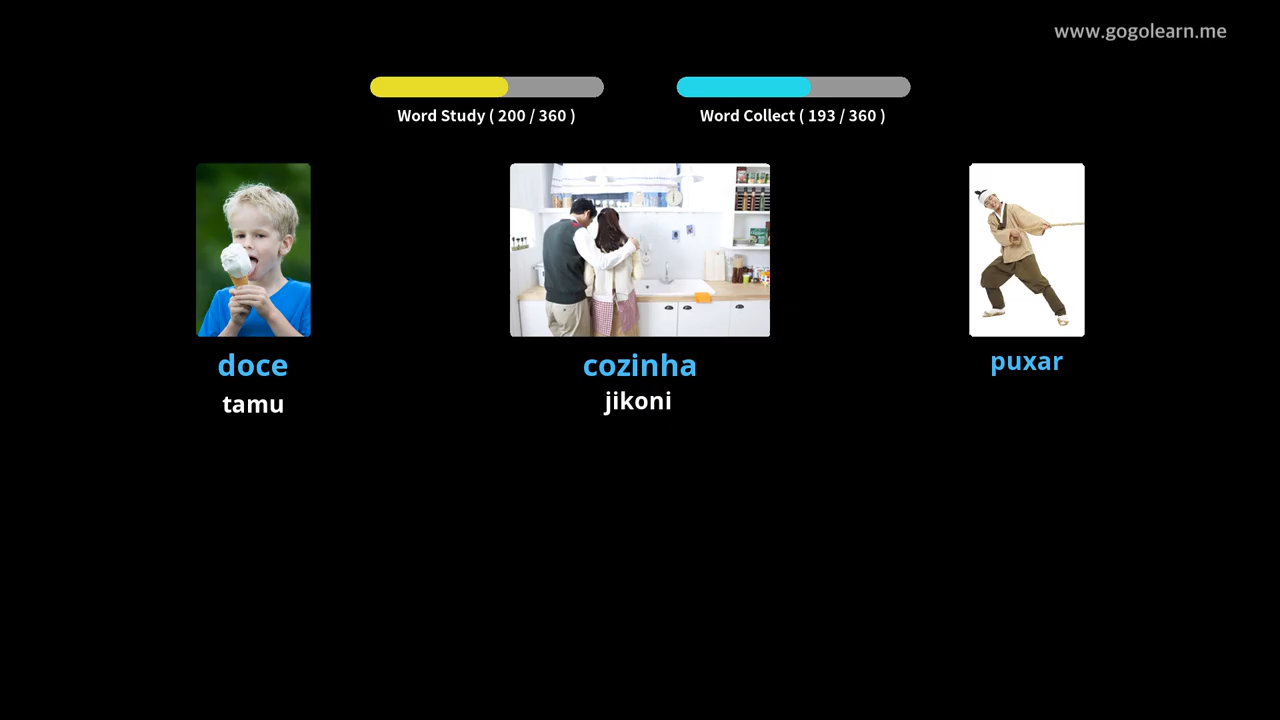 www.gogolearn.me
Word Study ( 200 / 360 )
Word Collect ( 193 / 360 )
doce
tamu
cozinha
jikoni
puxar